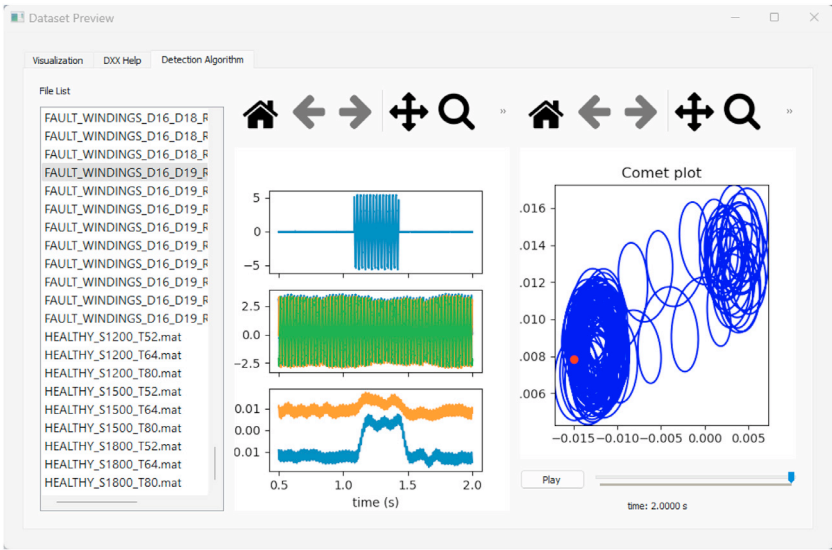 Dataset Preview
Visualization
DXX Help
Detection Algorithm
File List
FAULT_WINDINGS_D16_D18_R
FAULT_WINDINGS_D16_D18_R
FAULT_WINDINGS_D16_D18_R
FAULT_WINDINGS_D16_D19_R
FAULT_WINDINGS_D16_D19_R
FAULT_WINDINGS_D16_D19_R
FAULT_WINDINGS_D16_D19_R
FAULT_WINDINGS_D16_D19_R
FAULT_WINDINGS_D16_D19_R
FAULT_WINDINGS_D16_D19_R
FAULT_WINDINGS_D16_D19_R
FAULT_WINDINGS_D16_D19_R
HEALTHY_S1200_T52.mat
HEALTHY_S1200_T64.mat
HEALTHY_S1200_T80.mat
HEALTHY_S1500_T52.mat
HEALTHY_S1500_T64.mat
HEALTHY_S1500_T80.mat
HEALTHY_S1800_T52.mat
HEALTHY_S1800_T64.mat
HEALTHY_S1800_T80.mat
»
5
0
−5
2.5
0.0
−2.5
0.01
0.00
0.01
0.5 1.0 1.5 2.0
time (s)
»
Comet plot
.016
.014
.012
.010
.008
.006
−0.015 −0.010 −0.005 0.000 0.005
Play
time: 2.0000 s